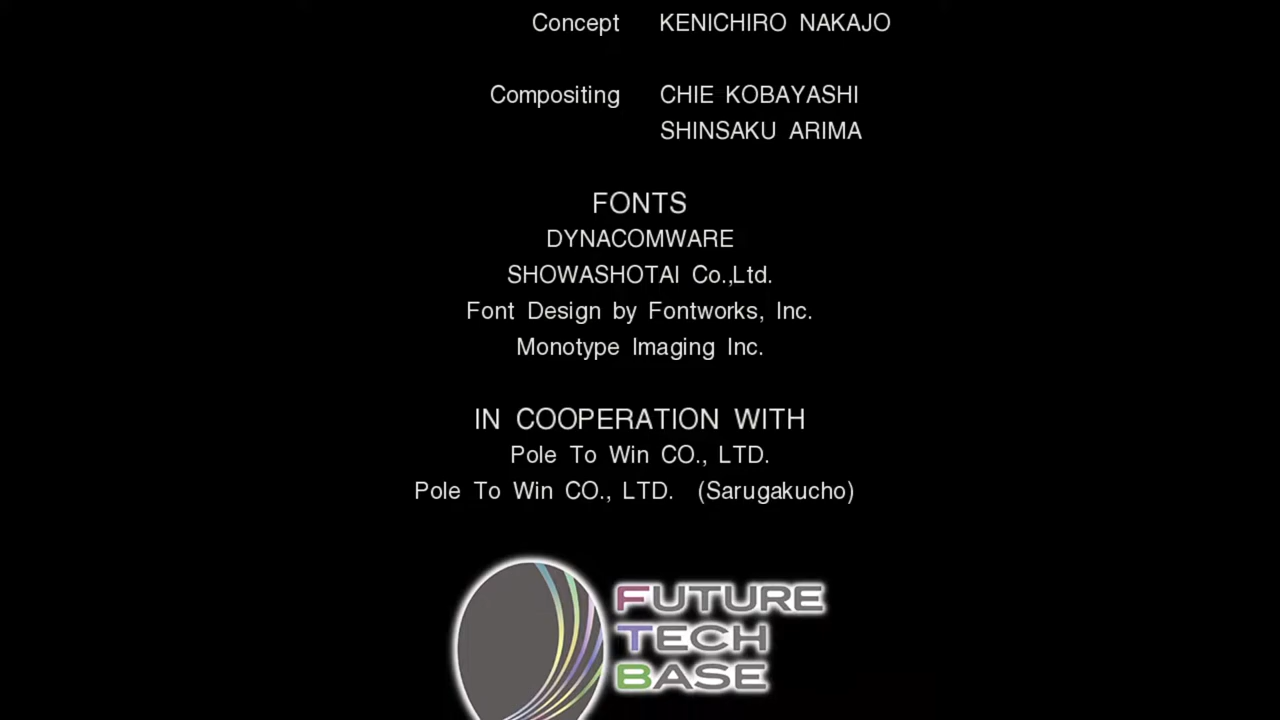 Concept KENICHIRO NAKAJO
Compositing CHIE KOBAYASHI
SHINSAKU ARIMA
FONTS
DYNACOMWARE
SHOWASHOTAI Co.,Ltd.
Font Design by Fontworks, Inc.
Monotype Imaging Inc.
IN COOPERATION WITH
Pole To Win CO., LTD.
Pole To Win CO., LTD. (Sarugakucho)
FUTURE
TECH
BASE